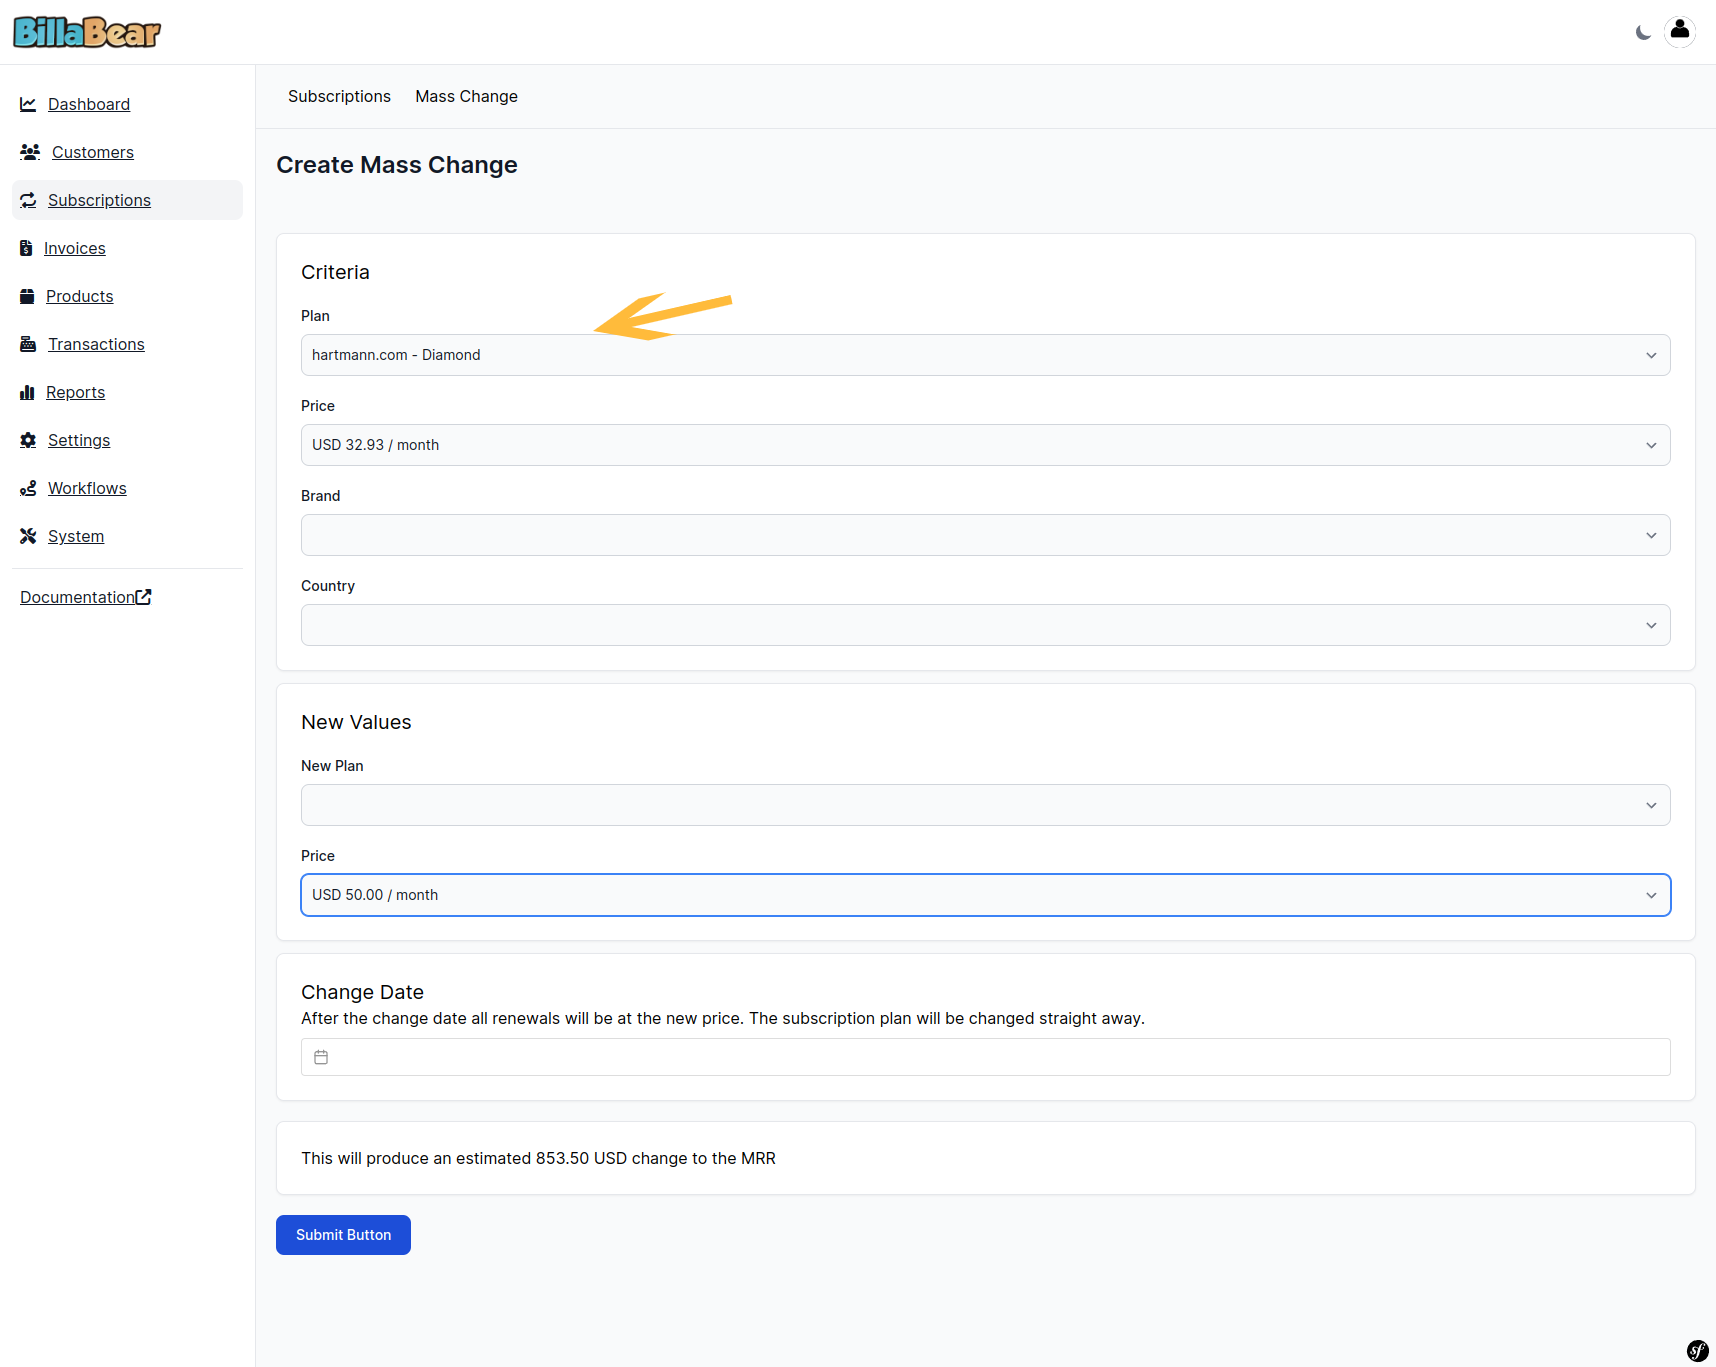 BillaBear
Dashboard
Customers
Subscriptions
Invoices
Products
Transactions
Reports
Settings
Workflows
System
Documentation
Subscriptions Mass Change
Create Mass Change
Criteria
Plan
hartmann.com - Diamond
Price
USD 32.93 / month
Brand
Country
New Values
New Plan
Price
USD 50.00 / month
Change Date
After the change date all renewals will be at the new price. The subscription plan will be changed straight away.
This will produce an estimated 853.50 USD change to the MRR
Submit Button
sf